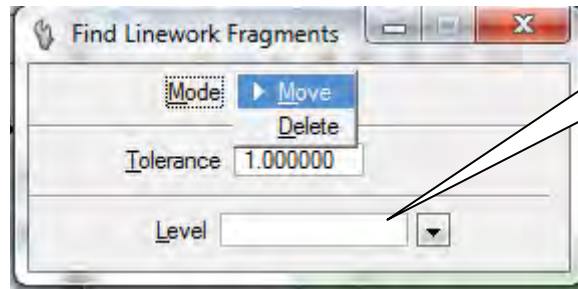 Find Linework Fragments
Mode Move
Delete
Tolerance 1.000000
Level